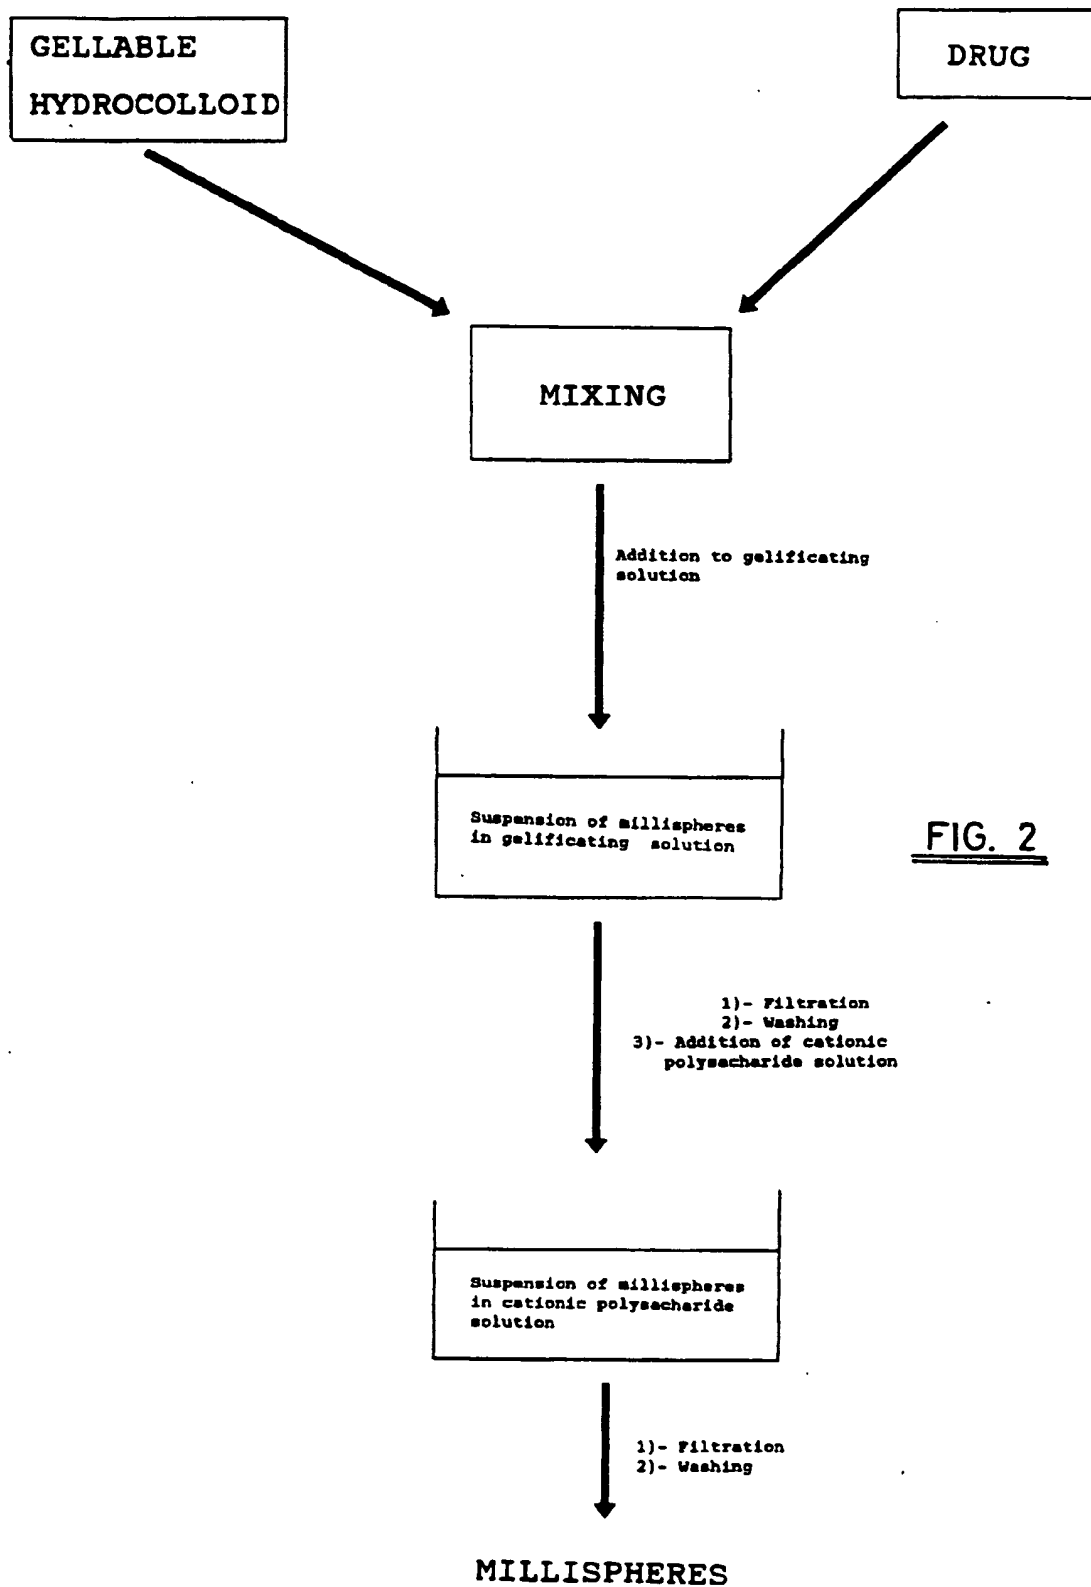 GELLABLE
HYDROCOLLOID
DRUG
MIXING
Addition to gelificating
solution
Suspension of millispheres
in gelificating solution
FIG. 2
1)- Filtration
2)- Washing
3)- Addition of cationic
polysacharide solution
Suspension of millispheres
in cationic polysacharide
solution
1)- Filtration
2)- Washing
MILLISPHERES